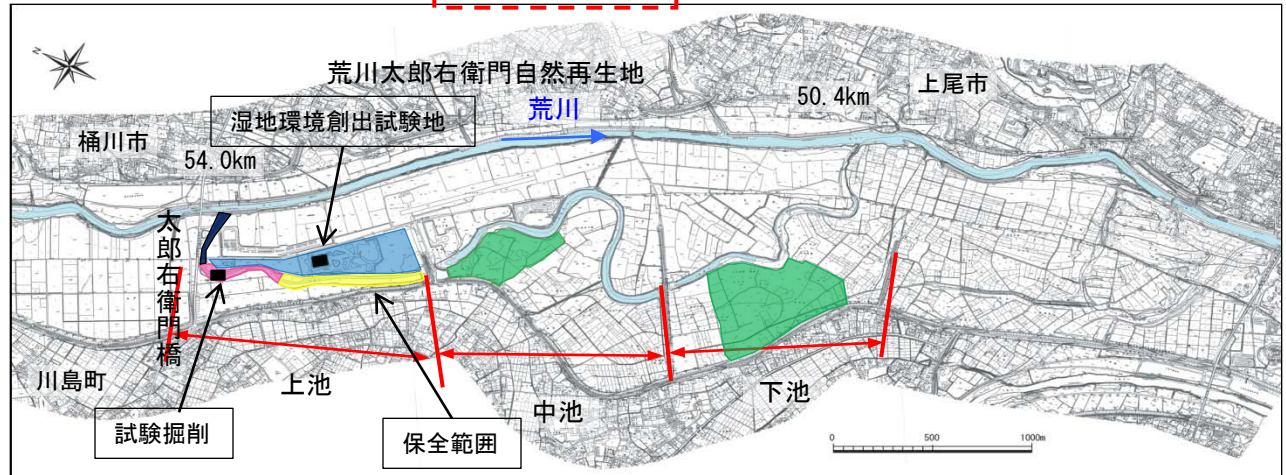 荒川太郎右衛門自然再生地
50.4km
上尾市
湿地環境創出試験地
荒川
桶川市
54.0km
N
太郎右衛門橋
川島町
上池
中池
下池
試験掘削
保全範囲
0 500 1000m